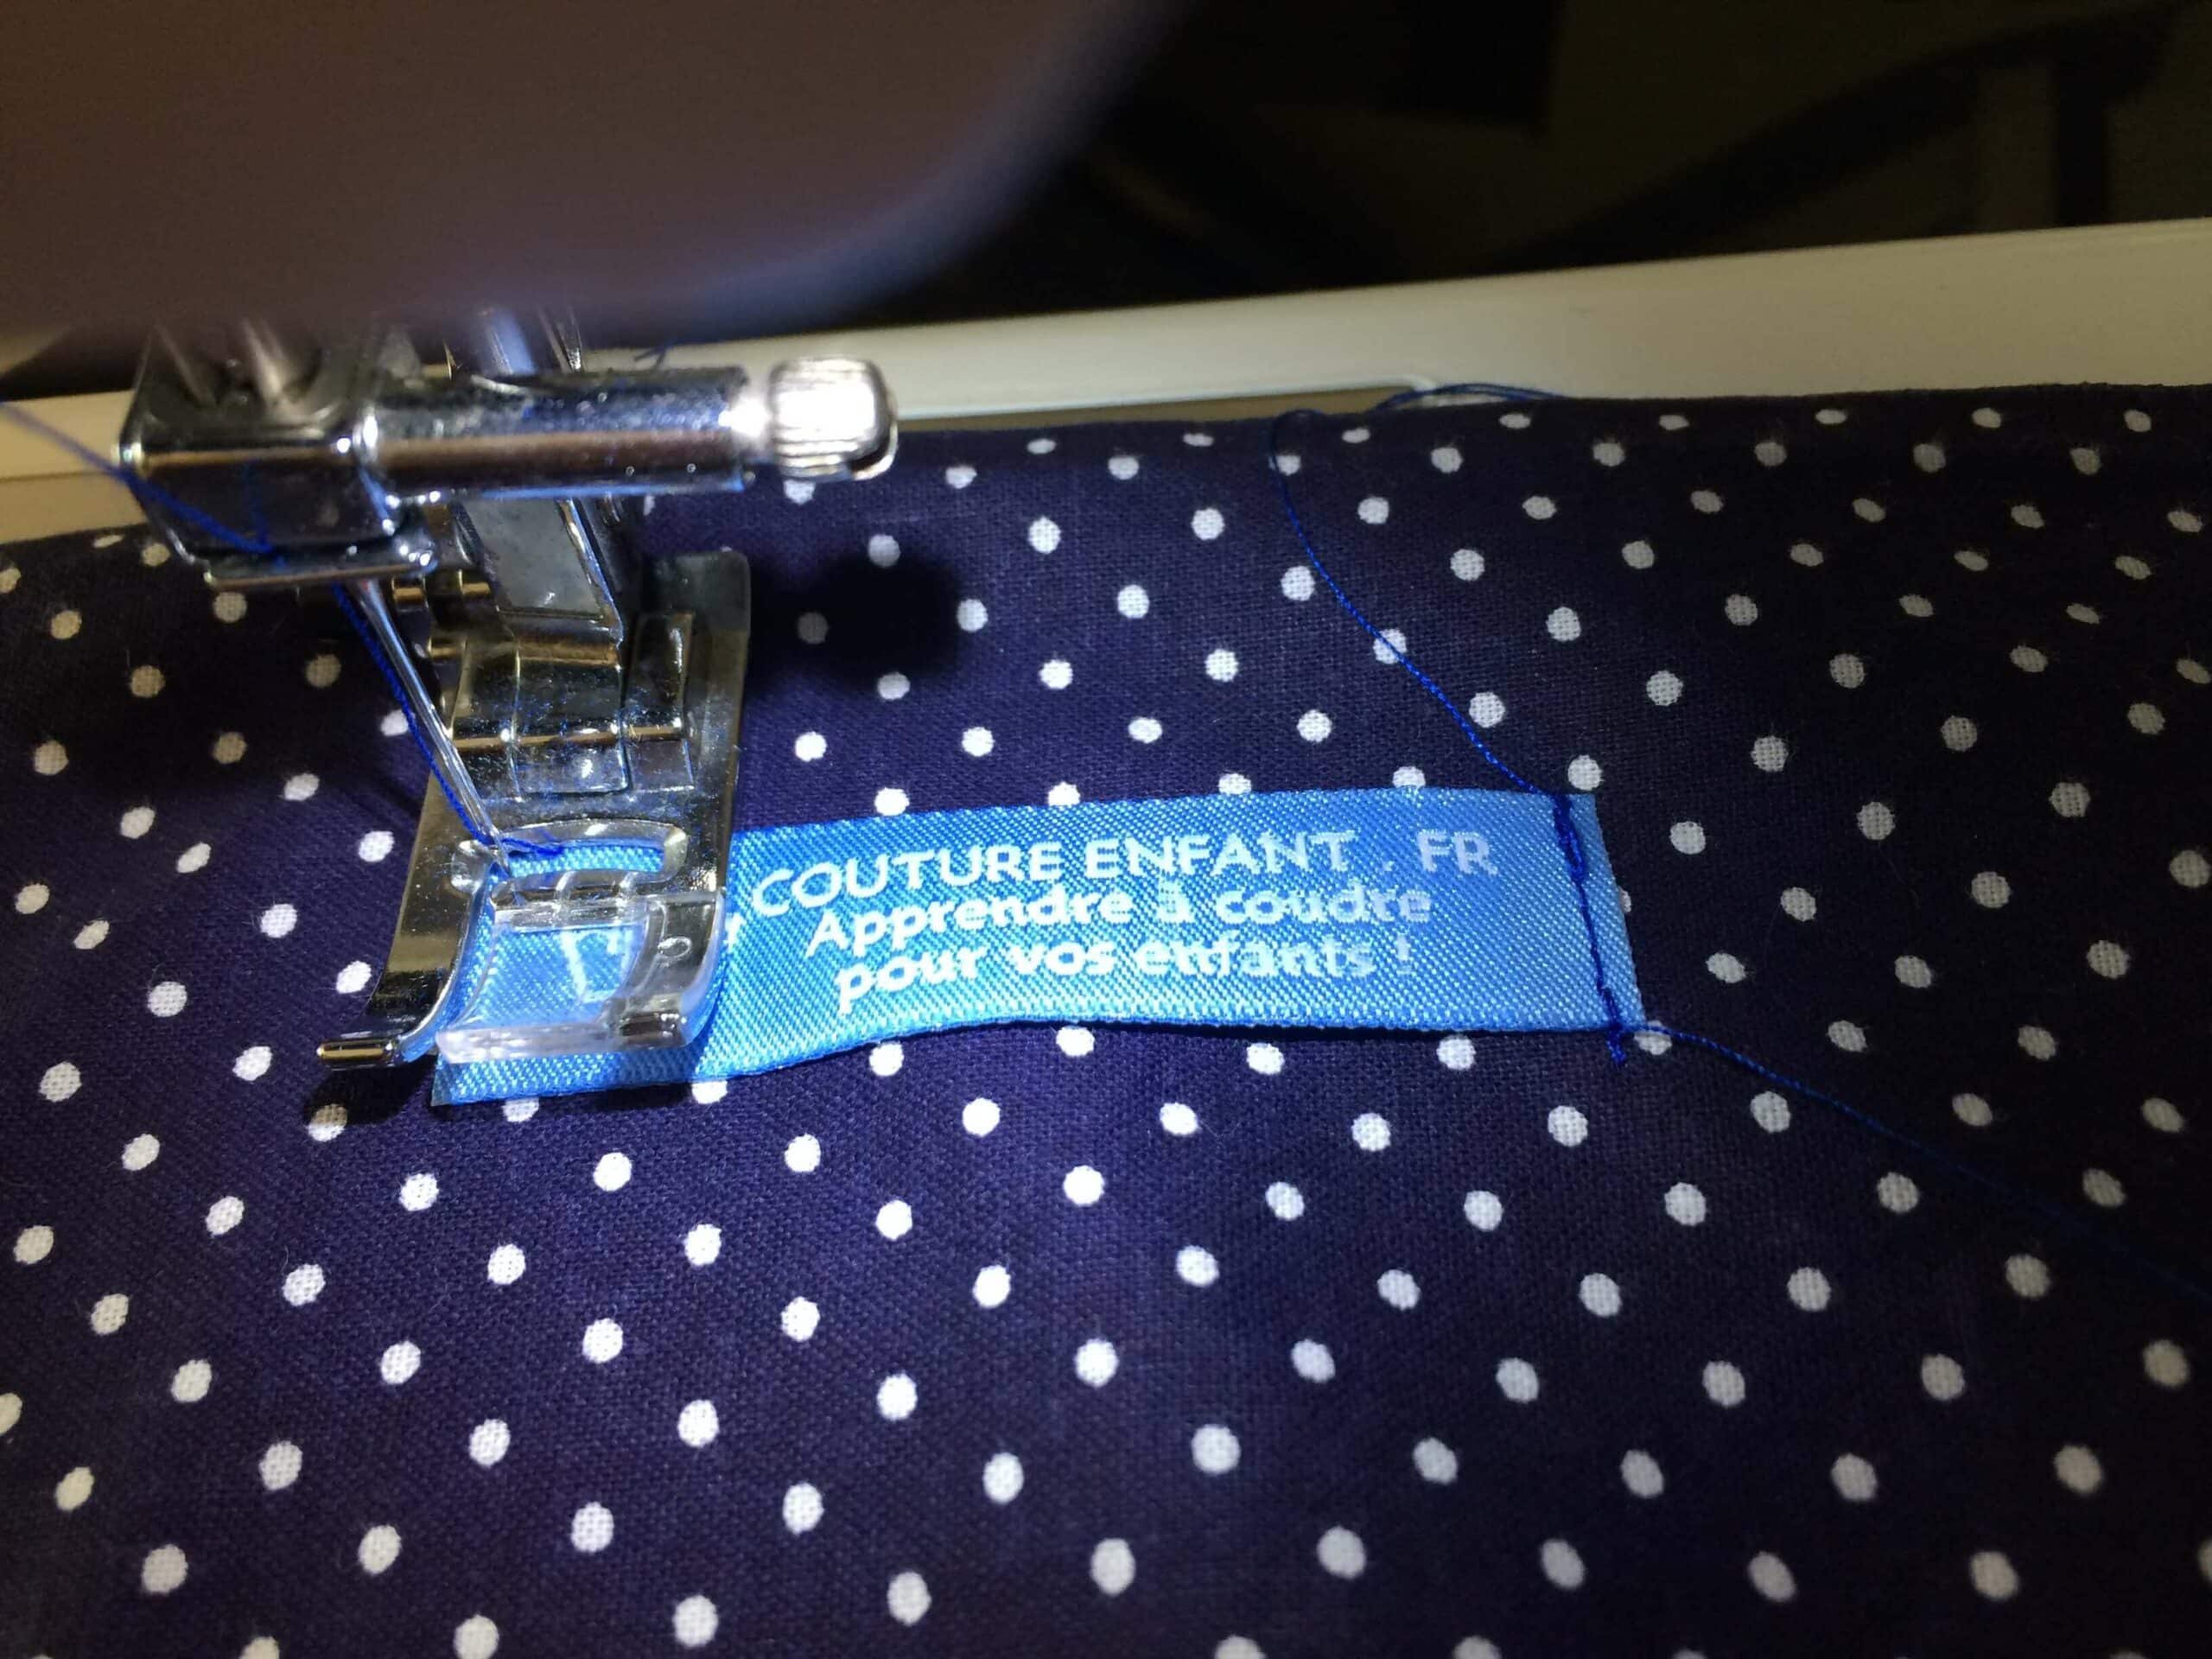 COUTURE ENFANT . FR
Apprendre à coudre
pour vos enfants !